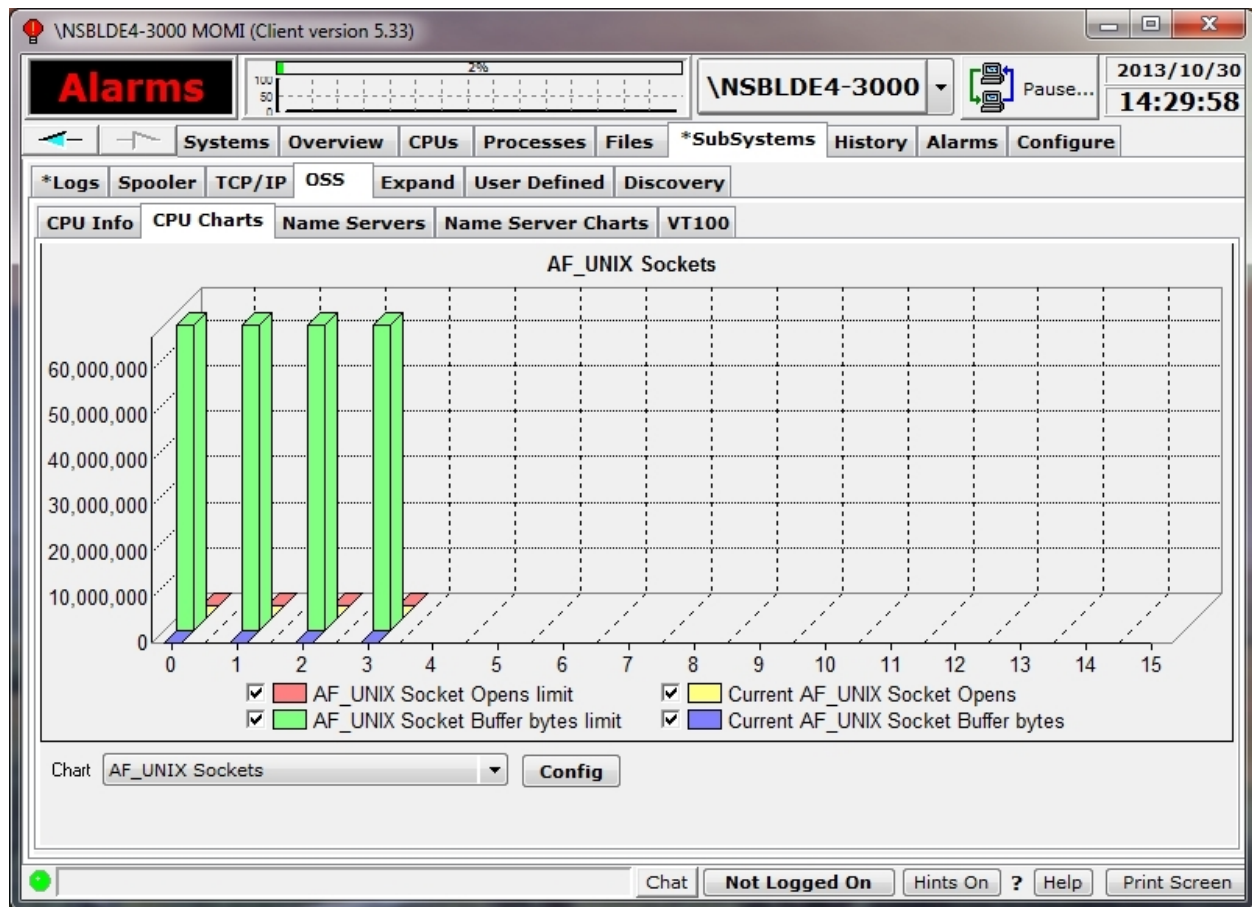 \NSBLDE4-3000 MOMI (Client version 5.33)
Alarms
2%
100
50
0
\NSBLDE4-3000
Pause...
2013/10/30
14:29:58
Systems Overview CPUs Processes Files *SubSystems History Alarms Configure
*Logs Spooler TCP/IP OSS Expand User Defined Discovery
CPU Info CPU Charts Name Servers Name Server Charts VT100
AF_UNIX Sockets
60,000,000
50,000,000
40,000,000
30,000,000
20,000,000
10,000,000
0
0 1 2 3 4 5 6 7 8 9 10 11 12 13 14 15
AF_UNIX Socket Opens limit Current AF_UNIX Socket Opens
AF_UNIX Socket Buffer bytes limit Current AF_UNIX Socket Buffer bytes
Chart AF_UNIX Sockets Config
Chat Not Logged On Hints On ? Help Print Screen